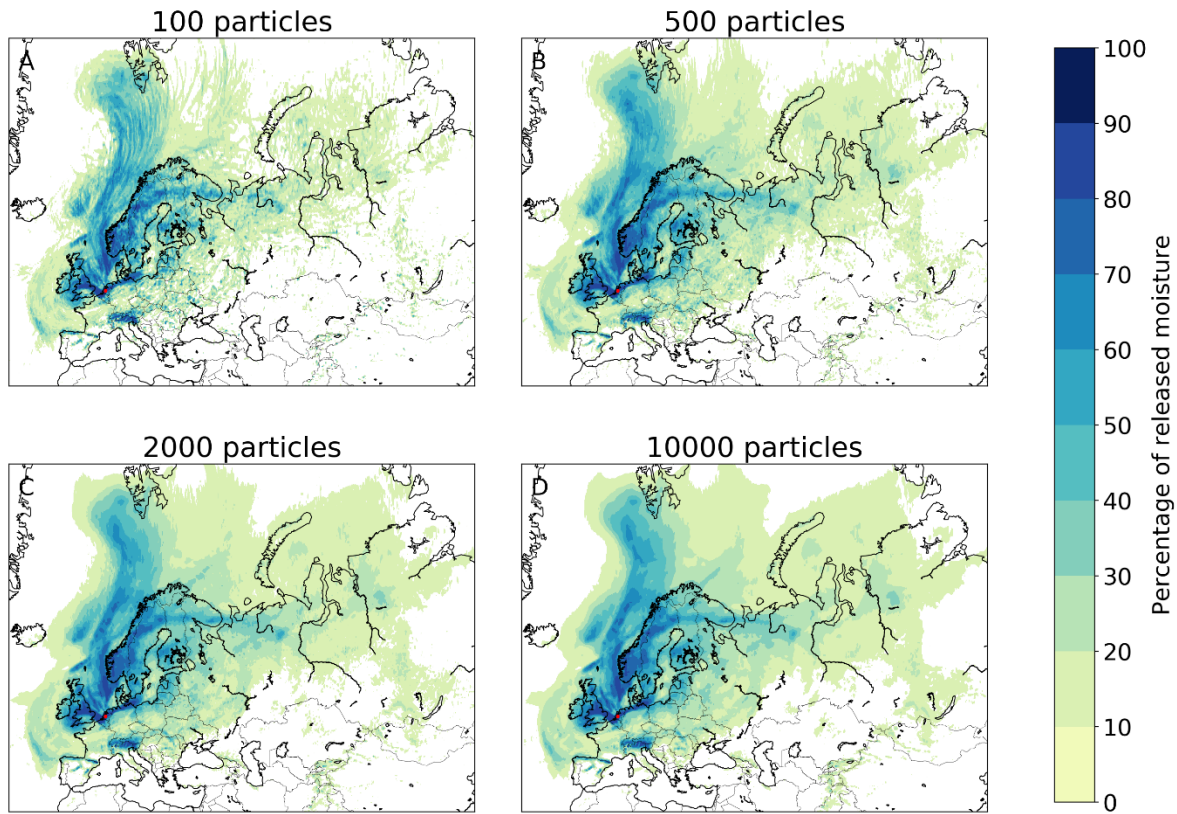 100 particles
500 particles
A
B
2000 particles
10000 particles
C
D
100
90
80
70
60
50
40
30
20
10
0
Percentage of released moisture